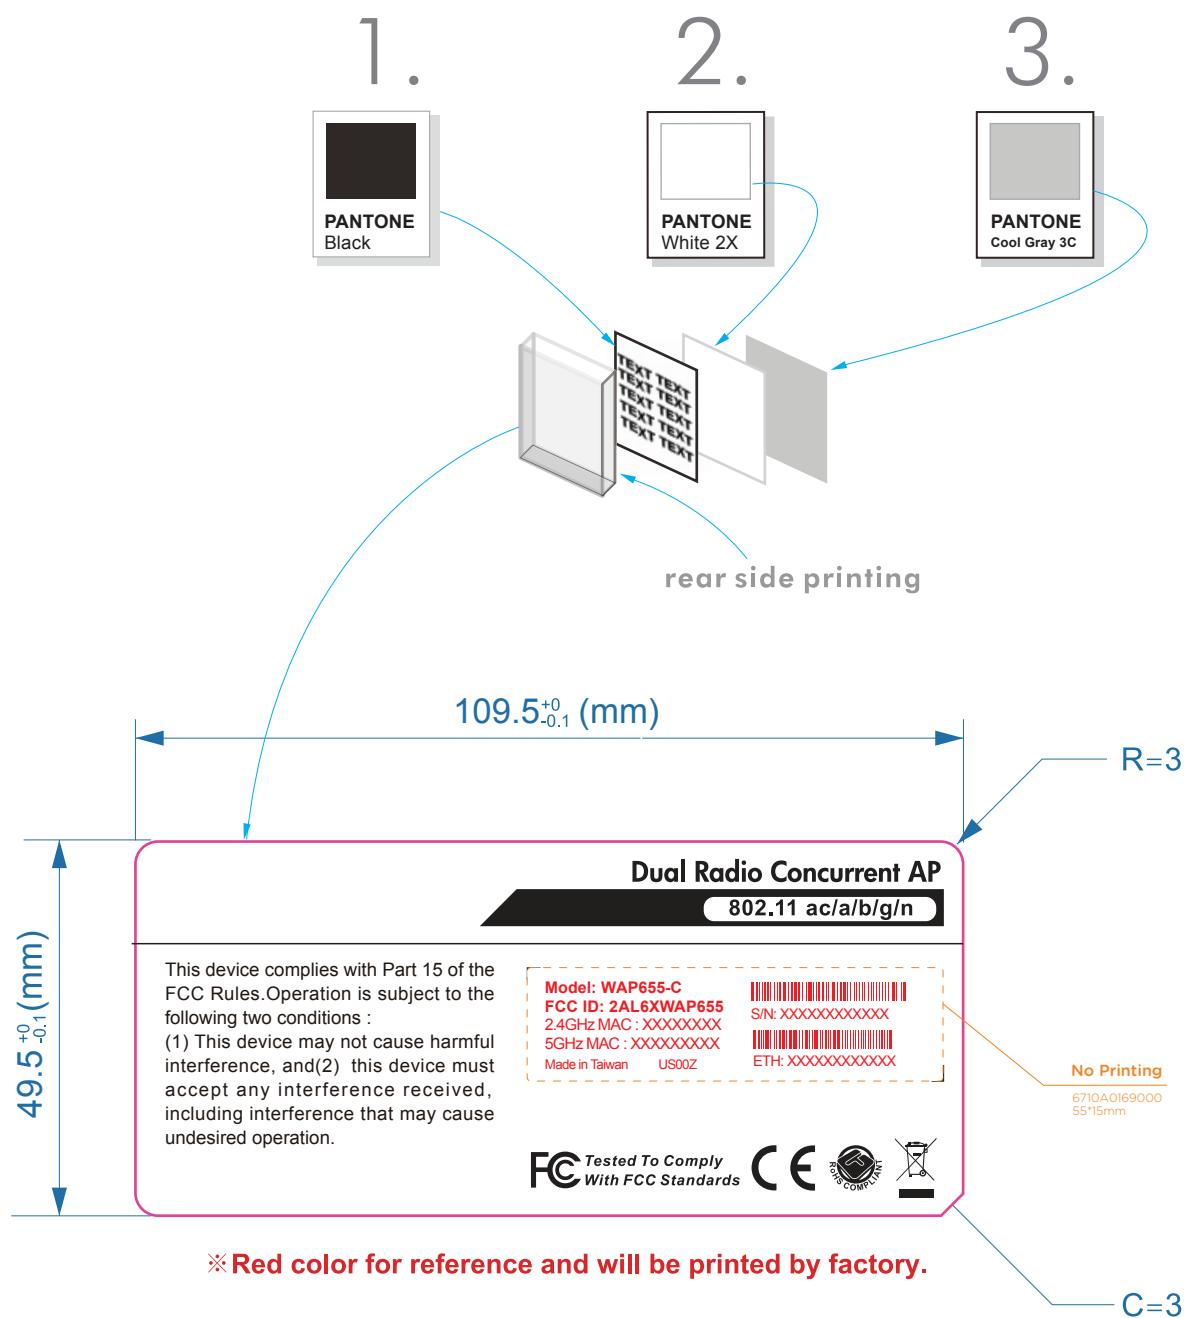 1. 2. 3.
PANTONE
Black
PANTONE
White 2X
PANTONE
Cool Gray 3C
TEXT TEXT
TEXT TEXT
TEXT TEXT
TEXT TEXT
TEXT TEXT
rear side printing
109.5 +0 -0.1 (mm)
R=3
49.5 +0 -0.1 (mm)
Dual Radio Concurrent AP
802.11 ac/a/b/g/n
This device complies with Part 15 of the
FCC Rules.Operation is subject to the
following two conditions :
(1) This device may not cause harmful
interference, and(2) this device must
accept any interference received,
including interference that may cause
undesired operation.
Model: WAP655-C
FCC ID: 2AL6XWAP655
2.4GHz MAC : XXXXXXXX
5GHz MAC : XXXXXXXXX
Made in Taiwan US00Z
S/N: XXXXXXXXXXXX
ETH: XXXXXXXXXXXX
No Printing
6710A0169000
55*15mm
FC Tested To Comply
With FCC Standards
CE
RoHS COMPLIANT
※Red color for reference and will be printed by factory.
C=3